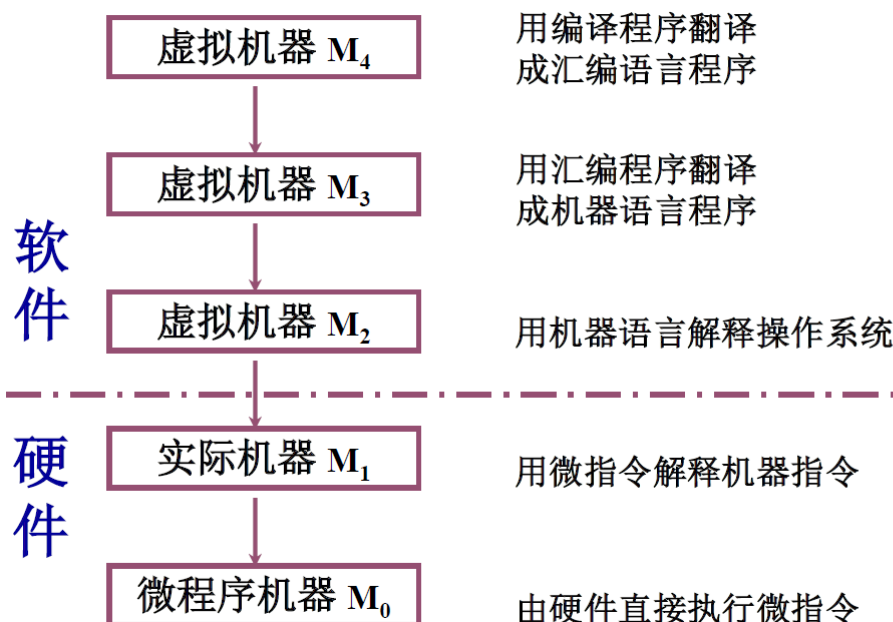 虚拟机器 M4
用编译程序翻译
成汇编语言程序
虚拟机器 M3
用汇编程序翻译
成机器语言程序
软件
虚拟机器 M2
用机器语言解释操作系统
硬件
实际机器 M1
用微指令解释机器指令
微程序机器 M0
由硬件直接执行微指令